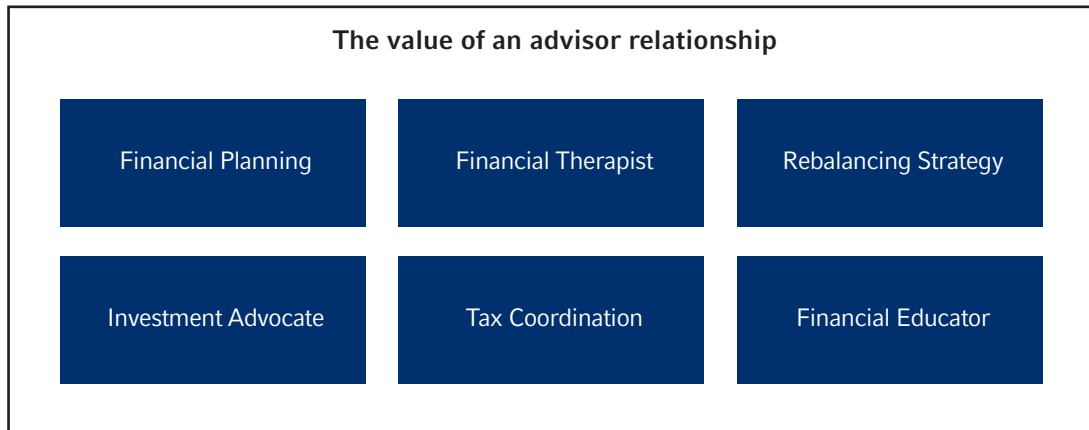 The value of an advisor relationship
Financial Planning
Financial Therapist
Rebalancing Strategy
Investment Advocate
Tax Coordination
Financial Educator